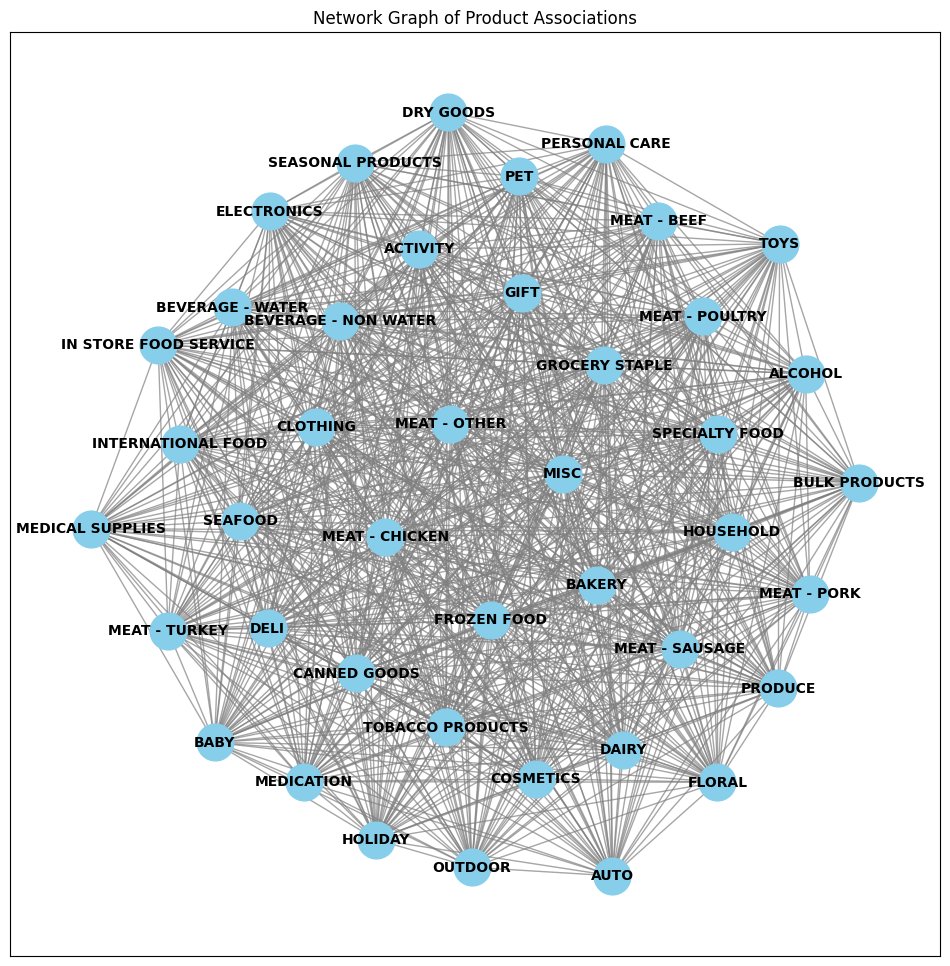 Network Graph of Product Associations
DRY GOODS
PERSONAL CARE
SEASONAL PRODUCTS
PET
ELECTRONICS
MEAT - BEEF
ACTIVITY
TOYS
GIFT
BEVERAGE - WATER
BEVERAGE - NON WATER
MEAT - POULTRY
IN STORE FOOD SERVICE
GROCERY STAPLE
ALCOHOL
CLOTHING
MEAT - OTHER
SPECIALTY FOOD
INTERNATIONAL FOOD
MISC
BULK PRODUCTS
SEAFOOD
MEDICAL SUPPLIES
MEAT - CHICKEN
HOUSEHOLD
BAKERY
MEAT - PORK
FROZEN FOOD
DELI
MEAT - TURKEY
MEAT - SAUSAGE
CANNED GOODS
PRODUCE
TOBACCO PRODUCTS
BABY
DAIRY
MEDICATION
COSMETICS
FLORAL
HOLIDAY
OUTDOOR
AUTO